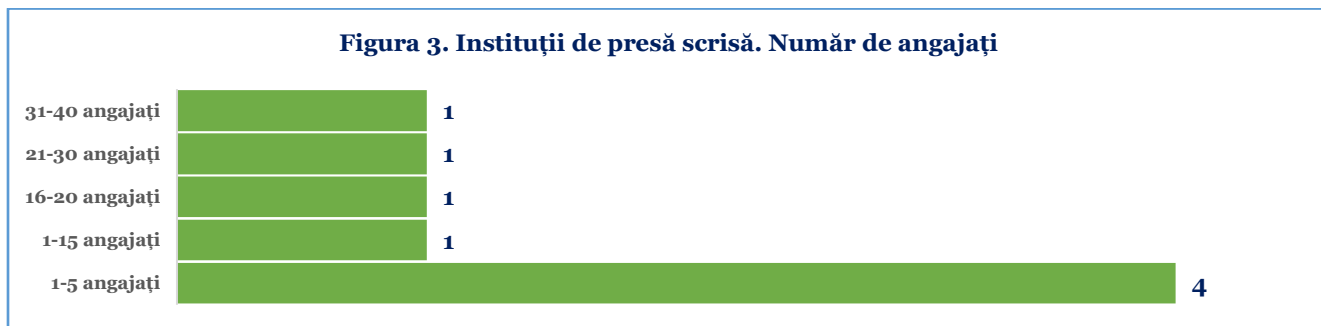 Figura 3. Instituții de presă scrisă. Număr de angajați
31-40 angajați 1
21-30 angajați 1
16-20 angajați 1
1-15 angajați 1
1-5 angajați 4